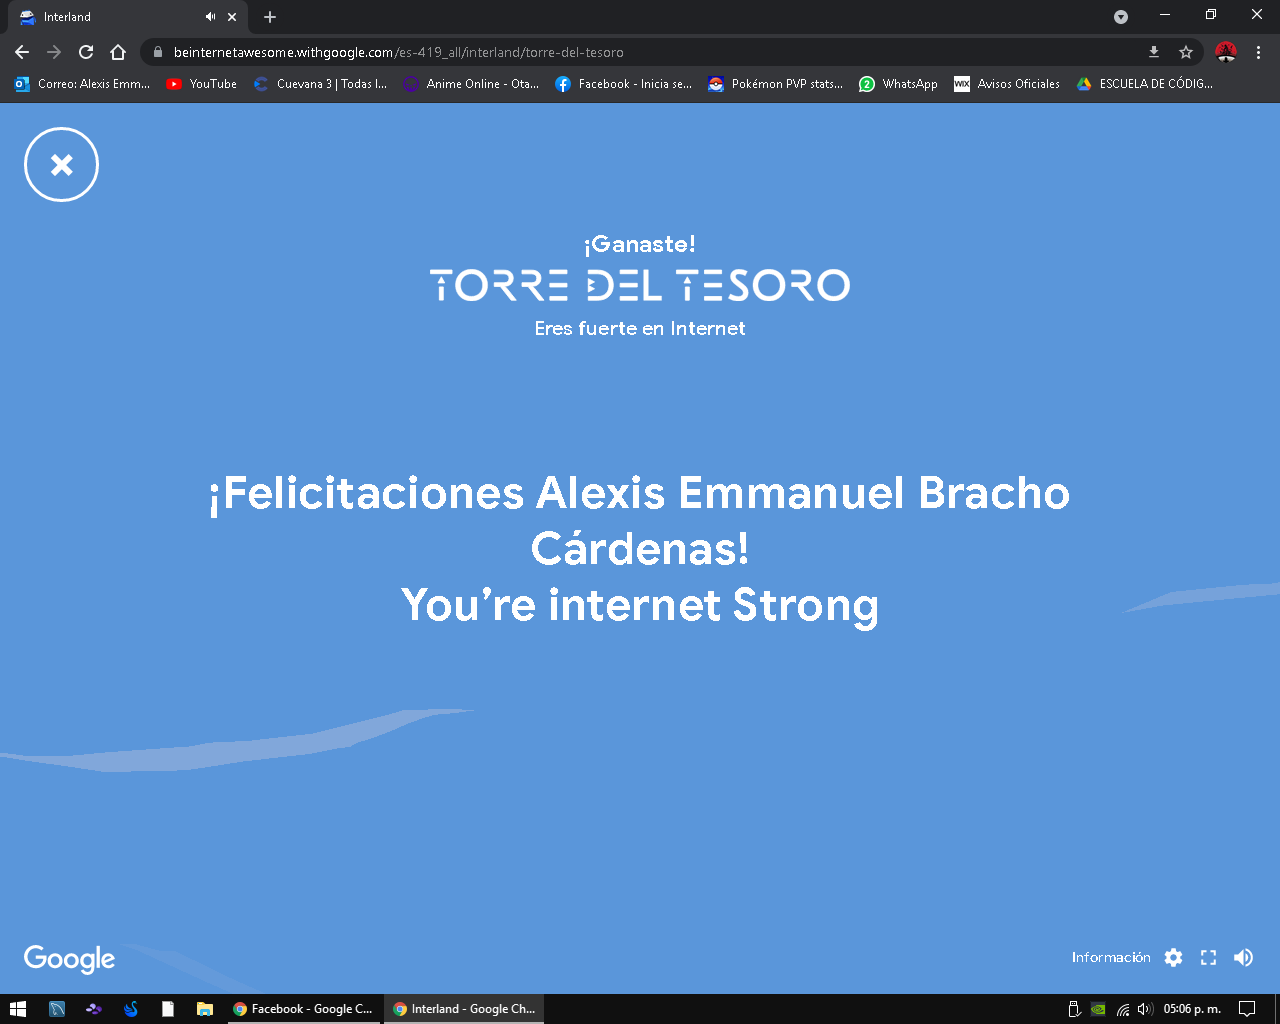 Interland
beinternetawesome.withgoogle.com/es-419_all/interland/torre-del-tesoro
Correo: Alexis Emm... YouTube Cuevana 3 | Todas l... Anime Online - Ota... Facebook - Inicia se... Pokémon PVP stats... WhatsApp Avisos Oficiales ESCUELA DE CÓDIG...
¡Ganaste!
TORRE DEL TESORO
Eres fuerte en Internet
¡Felicitaciones Alexis Emmanuel Bracho
Cárdenas!
You're internet Strong
Google Información
Facebook - Google C... Interland - Google Ch... 05:06 p. m.